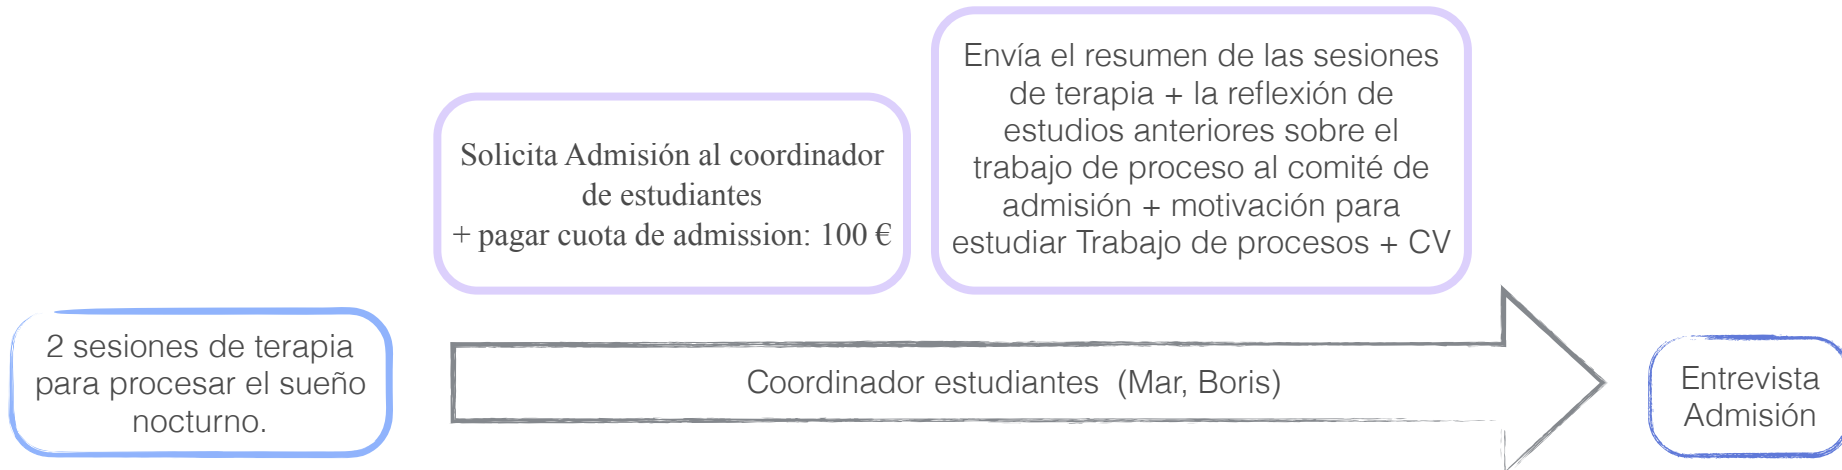 Envía el resumen de las sesiones
de terapia + la reflexión de
estudios anteriores sobre el
trabajo de proceso al comité de
admisión + motivación para
estudiar Trabajo de procesos + CV
Solicita Admisión al coordinador
de estudiantes
+ pagar cuota de admission: 100 €
2 sesiones de terapia
para procesar el sueño
nocturno.
Coordinador estudiantes (Mar, Boris)
Entrevista
Admisión